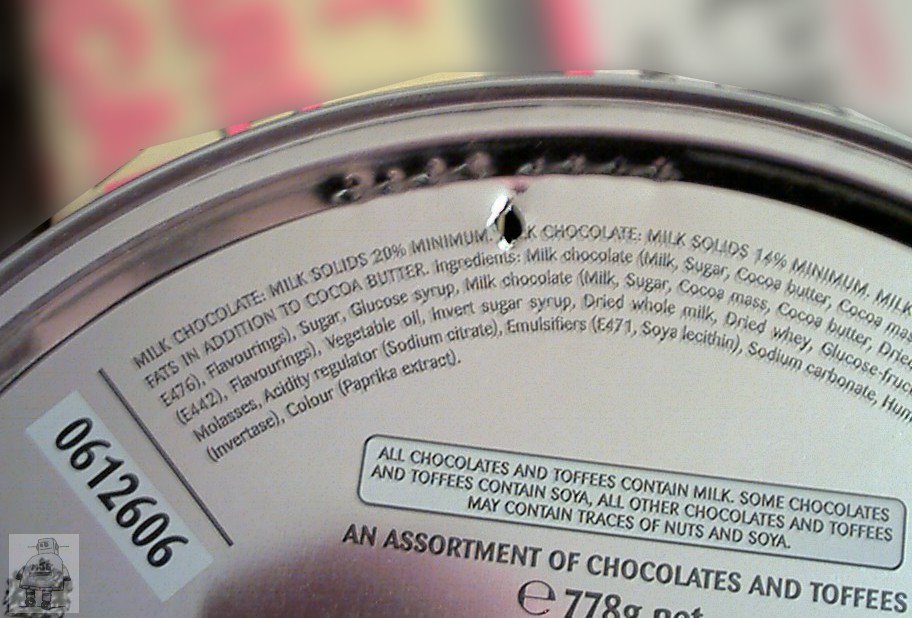 MILK CHOCOLATE: MILK SOLIDS 20% MINIMUM. K CHOCOLATE: MILK SOLIDS 14% MINIMUM. MILK
FATS IN ADDITION TO COCOA BUTTER. Ingredients: Milk chocolate (Milk, Sugar, Cocoa butter, Cocoa mas
E476), Flavourings), Sugar, Glucose syrup, Milk chocolate (Milk, Sugar, Cocoa mass, Cocoa butter, Dried
(E442), Flavourings), Vegetable oil, Invert sugar syrup, Dried whole milk, Dried whey, Glucose-fruc
Molasses, Acidity regulator (Sodium citrate), Emulsifiers (E471, Soya lecithin), Sodium carbonate, Hum
(Invertase), Colour (Paprika extract).
0612606
ALL CHOCOLATES AND TOFFEES CONTAIN MILK. SOME CHOCOLATES
AND TOFFEES CONTAIN SOYA, ALL OTHER CHOCOLATES AND TOFFEES
MAY CONTAIN TRACES OF NUTS AND SOYA.
AN ASSORTMENT OF CHOCOLATES AND TOFFEES
℮ 778g net